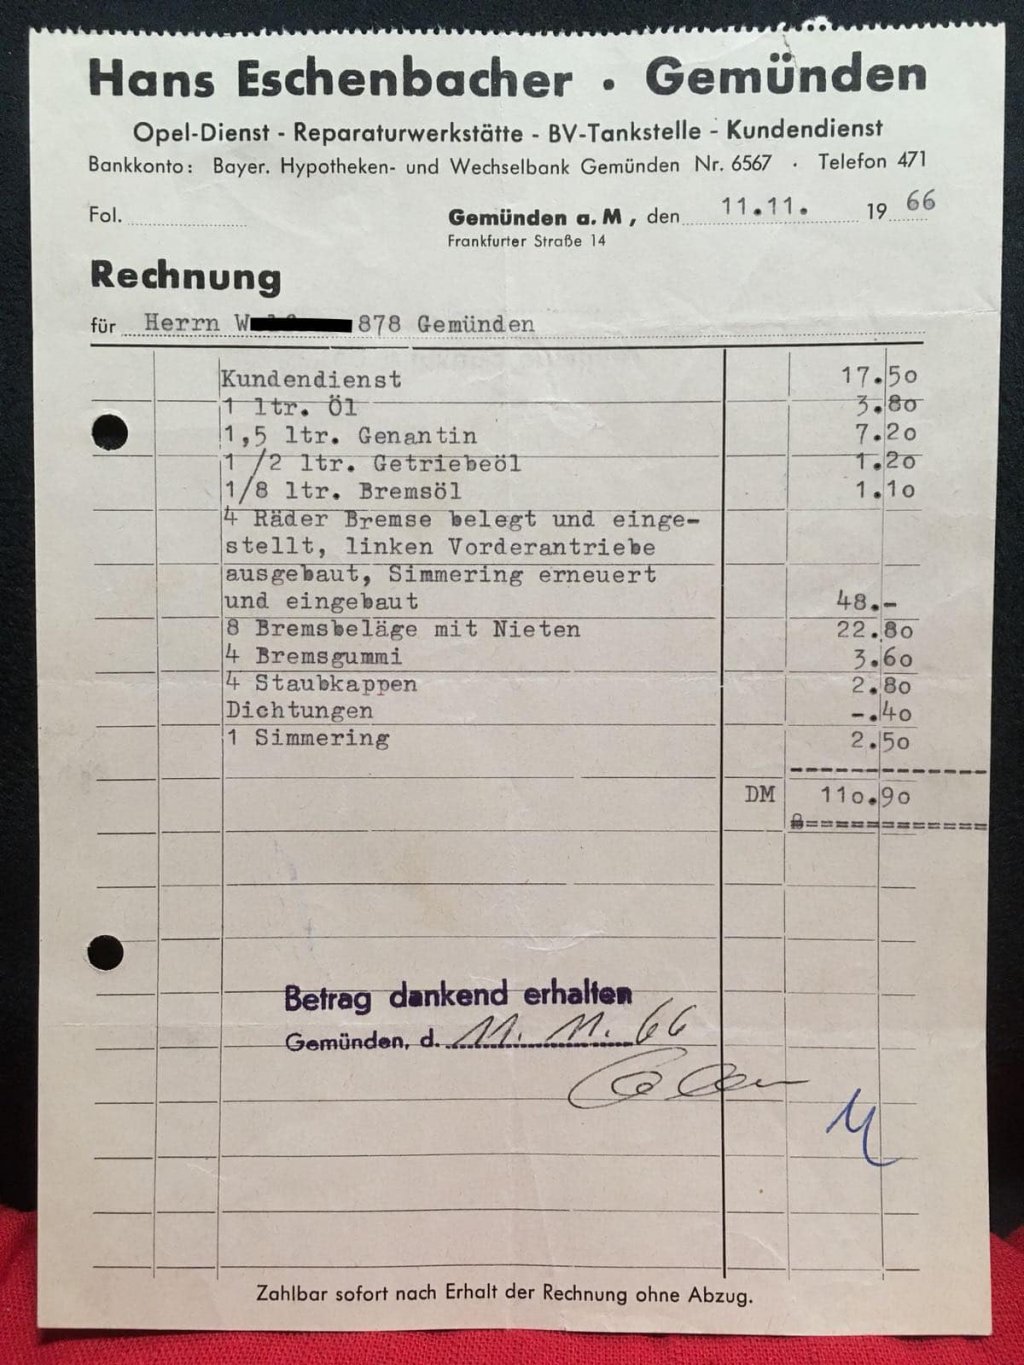 Hans Eschenbacher · Gemünden
Opel-Dienst - Reparaturwerkstätte - BV-Tankstelle - Kundendienst
Bankkonto: Bayer. Hypotheken- und Wechselbank Gemünden Nr. 6567 · Telefon 471
Fol. Gemünden a. M, den 11.11. 19 66
Frankfurter Straße 14
Rechnung
für Herrn W 878 Gemünden
Kundendienst 17.50
1 ltr. Öl 3.80
1,5 ltr. Genantin 7.20
1/2 ltr. Getriebeöl 1.20
1/8 ltr. Bremsöl 1.10
4 Räder Bremse belegt und einge-
stellt, linken Vorderantriebe
ausgebaut, Simmering erneuert
und eingebaut 48.-
8 Bremsbeläge mit Nieten 22.80
4 Bremsgummi 3.60
4 Staubkappen 2.80
Dichtungen -.40
1 Simmering 2.50
DM 110.90
Betrag dankend erhalten
Gemünden, d. 11. 11. 66
Zahlbar sofort nach Erhalt der Rechnung ohne Abzug.